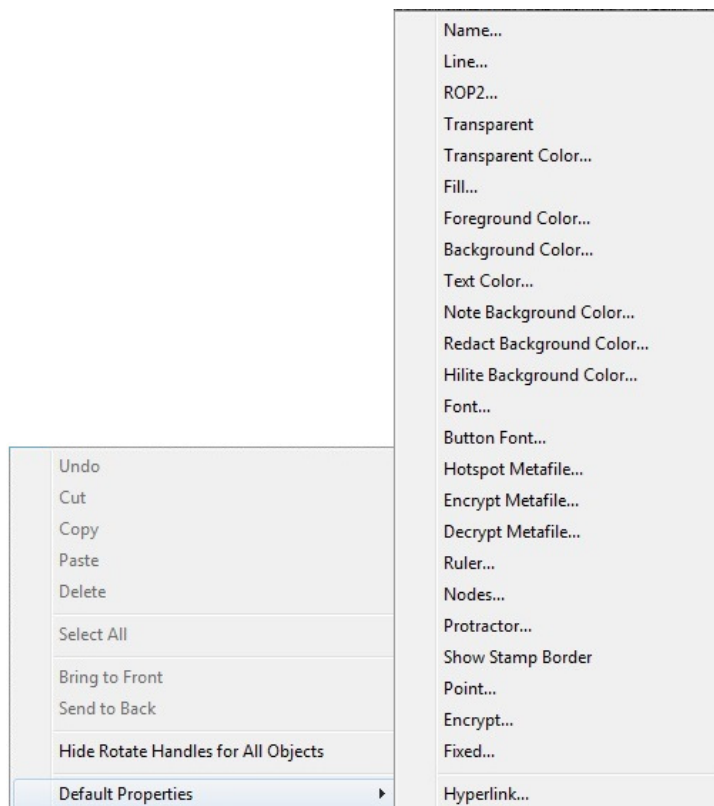 Name...
Line...
ROP2...
Transparent
Transparent Color...
Fill...
Foreground Color...
Background Color...
Text Color...
Note Background Color...
Redact Background Color...
Hilite Background Color...
Font...
Button Font...
Hotspot Metafile...
Encrypt Metafile...
Decrypt Metafile...
Ruler...
Nodes...
Protractor...
Show Stamp Border
Point...
Encrypt...
Fixed...
Hyperlink...
Undo
Cut
Copy
Paste
Delete
Select All
Bring to Front
Send to Back
Hide Rotate Handles for All Objects
Default Properties